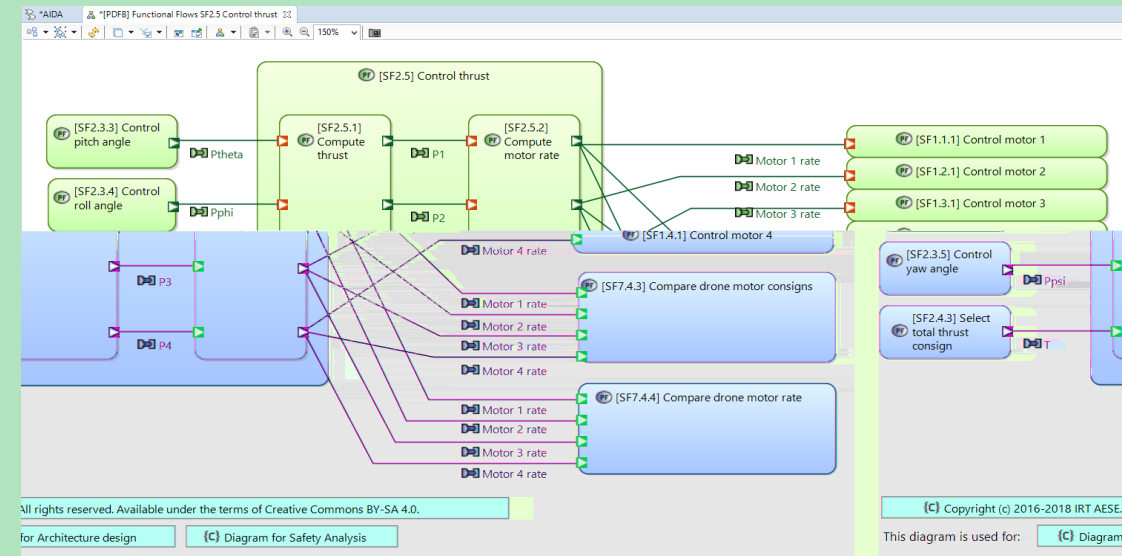 *AIDA
*[PDFB] Functional Flows SF2.5 Control thrust
150%
[SF2.5] Control thrust
[SF2.3.3] Control
pitch angle
Ptheta
[SF2.5.1]
Compute
thrust
P1
[SF2.5.2]
Compute
motor rate
Motor 1 rate
[SF1.1.1] Control motor 1
Motor 2 rate
[SF1.2.1] Control motor 2
[SF2.3.4] Control
roll angle
Pphi
P2
Motor 3 rate
[SF1.3.1] Control motor 3
[SF1.4.1] Control motor 4
Motor 4 rate
P3
[SF7.4.3] Compare drone motor consigns
Motor 1 rate
Motor 2 rate
P4
Motor 3 rate
Motor 4 rate
[SF7.4.4] Compare drone motor rate
Motor 1 rate
Motor 2 rate
Motor 3 rate
Motor 4 rate
[SF2.3.5] Control
yaw angle
Ppsi
[SF2.4.3] Select
total thrust
consign
T
All rights reserved. Available under the terms of Creative Commons BY-SA 4.0.
{C} Copyright (c) 2016-2018 IRT AESE.
for Architecture design
{C} Diagram for Safety Analysis
This diagram is used for:
{C} Diagram